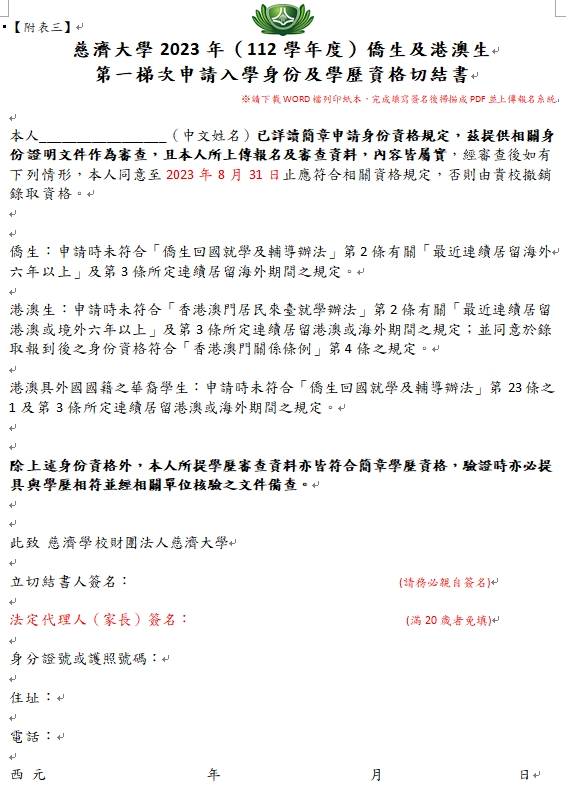 【附表三】
慈濟大學 2023 年（112 學年度）僑生及港澳生
第一梯次申請入學身份及學歷資格切結書
※請下載 WORD 檔列印紙本，完成填寫簽名後掃描成 PDF 並上傳報名系統
本人__________________（中文姓名）已詳讀簡章申請身份資格規定，茲提供相關身
份證明文件作為審查，且本人所上傳報名及審查資料，內容皆屬實，經審查後如有
下列情形，本人同意至 2023 年 8 月 31 日止應符合相關資格規定，否則由貴校撤銷
錄取資格。
僑生：申請時未符合「僑生回國就學及輔導辦法」第 2 條有關「最近連續居留海外
六年以上」及第 3 條所定連續居留海外期間之規定。
港澳生：申請時未符合「香港澳門居民來臺就學辦法」第 2 條有關「最近連續居留
港澳或境外六年以上」及第 3 條所定連續居留港澳或海外期間之規定；並同意於錄
取報到後之身份資格符合「香港澳門關係條例」第 4 條之規定。
港澳具外國國籍之華裔學生：申請時未符合「僑生回國就學及輔導辦法」第 23 條之
1 及第 3 條所定連續居留港澳或海外期間之規定。
除上述身份資格外，本人所提學歷審查資料亦皆符合簡章學歷資格，驗證時亦必提
具與學歷相符並經相關單位核驗之文件備查。
此致 慈濟學校財團法人慈濟大學
立切結書人簽名： (請務必親自簽名)
法定代理人（家長）簽名： (滿 20 歲者免填)
身分證號或護照號碼：
住址：
電話：
西 元 年 月 日